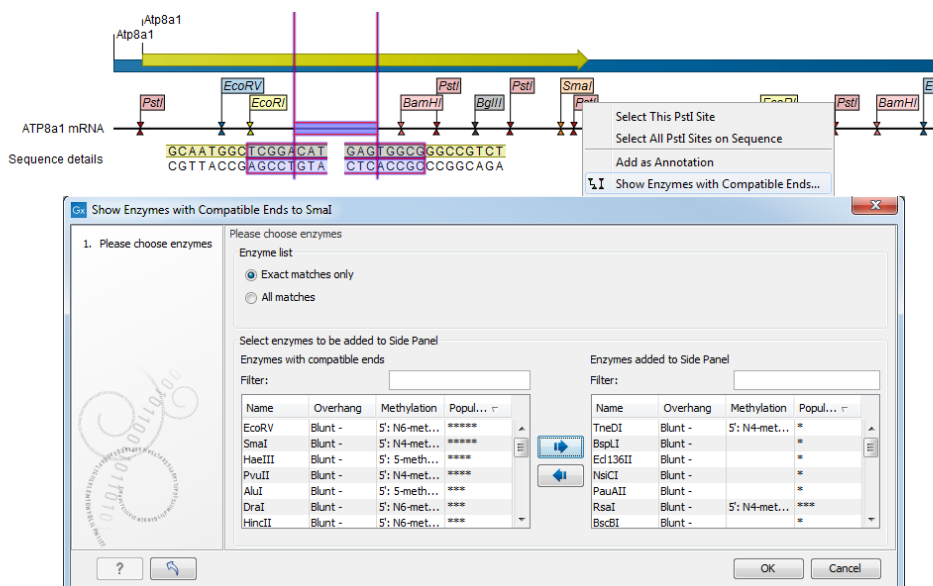 Atp8a1
Atp8a1
EcoRV PstI PstI SmaI
PstI EcoRI BamHI BglII PstI EcoRI PstI BamHI
ATP8a1 mRNA
Sequence details
GCAATGGCTCGGACAT GAGTGGCGGGCCGTCT
CGTTACCGAGCCTGTA CTCACCGCCCGGCAGA
Select This PstI Site
Select All PstI Sites on Sequence
Add as Annotation
Show Enzymes with Compatible Ends...
Gx Show Enzymes with Compatible Ends to SmaI
1. Please choose enzymes
Please choose enzymes
Enzyme list
Exact matches only
All matches
Select enzymes to be added to Side Panel
Enzymes with compatible ends Enzymes added to Side Panel
Filter: Filter:
Name Overhang Methylation Popul... Name Overhang Methylation Popul...
EcoRV Blunt - 5': N6-met... ***** TneDI Blunt - 5': N4-met... *
SmaI Blunt - 5': N4-met... ***** BspLI Blunt - *
HaeIII Blunt - 5': 5-meth... **** Ecl136II Blunt - *
PvuII Blunt - 5': N4-met... **** NsiCI Blunt - *
AluI Blunt - 5': 5-meth... *** PauAII Blunt - *
DraI Blunt - 5': N6-met... *** RsaI Blunt - 5': N4-met... ***
HincII Blunt - 5': N6-met... *** BscBI Blunt - *
? OK Cancel